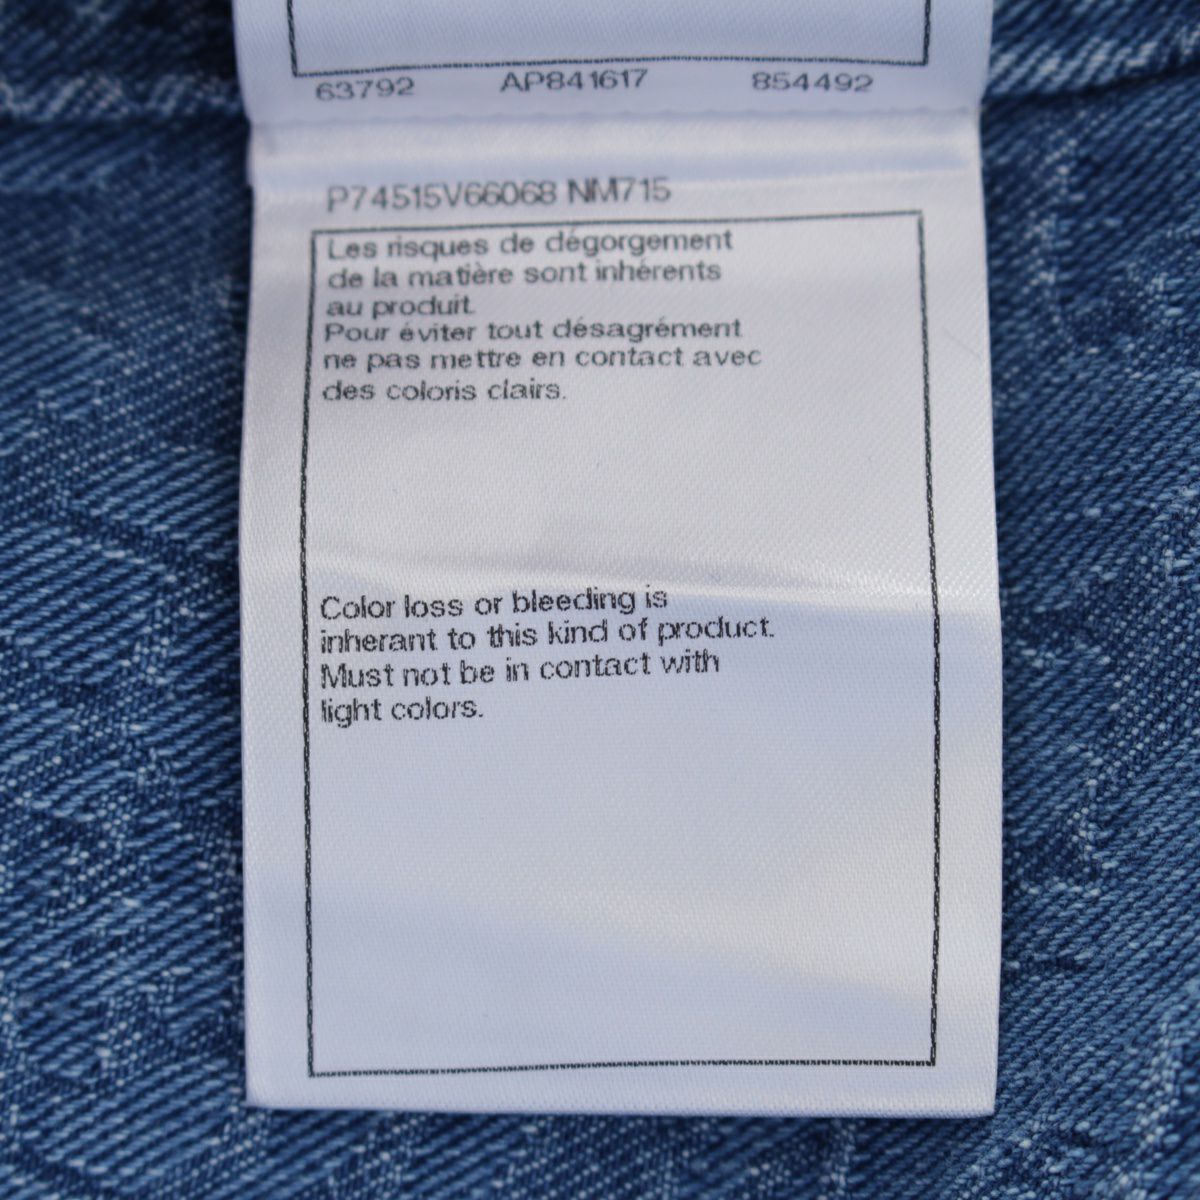 63792 AP841617 854492
P74515V66068 NM715
Les risques de dégorgement
de la matière sont inhérents
au produit.
Pour éviter tout désagrément
ne pas mettre en contact avec
des coloris clairs.
Color loss or bleeding is
inherant to this kind of product.
Must not be in contact with
light colors.